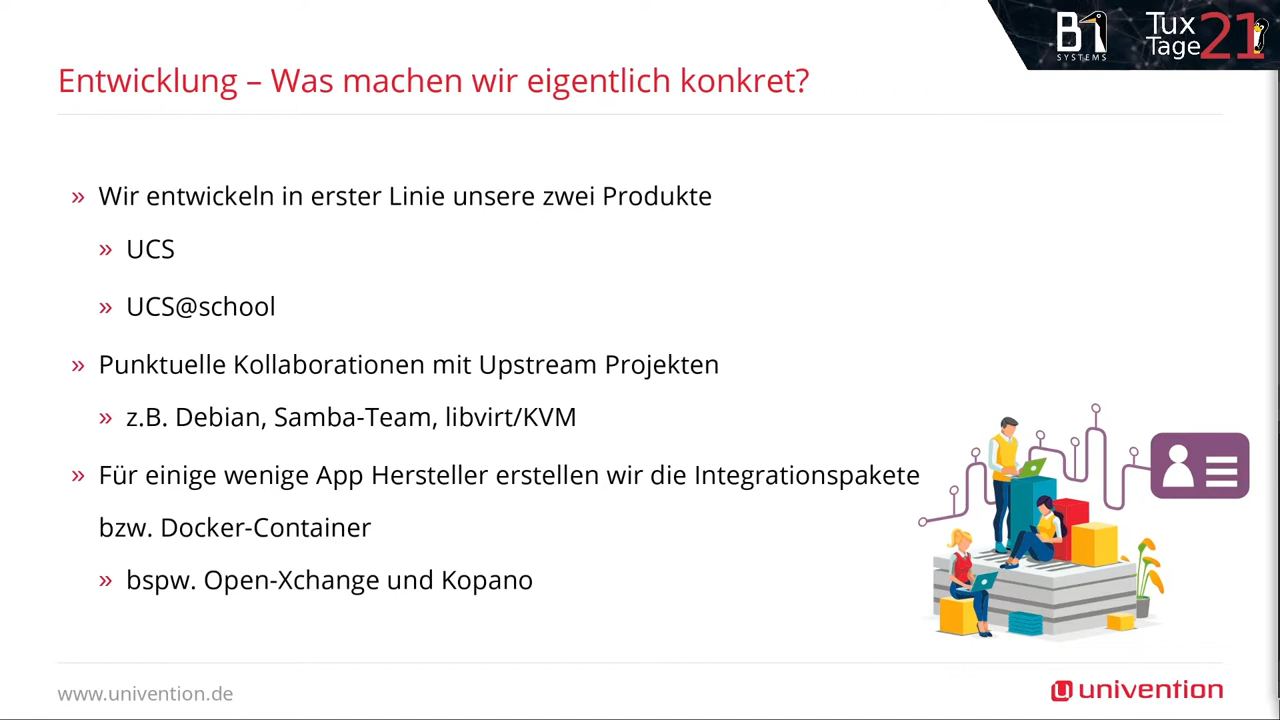 B1
SYSTEMS
Tux
Tage 21
Entwicklung – Was machen wir eigentlich konkret?
» Wir entwickeln in erster Linie unsere zwei Produkte
» UCS
» UCS@school
» Punktuelle Kollaborationen mit Upstream Projekten
» z.B. Debian, Samba-Team, libvirt/KVM
» Für einige wenige App Hersteller erstellen wir die Integrationspakete
bzw. Docker-Container
» bspw. Open-Xchange und Kopano
www.univention.de
univention